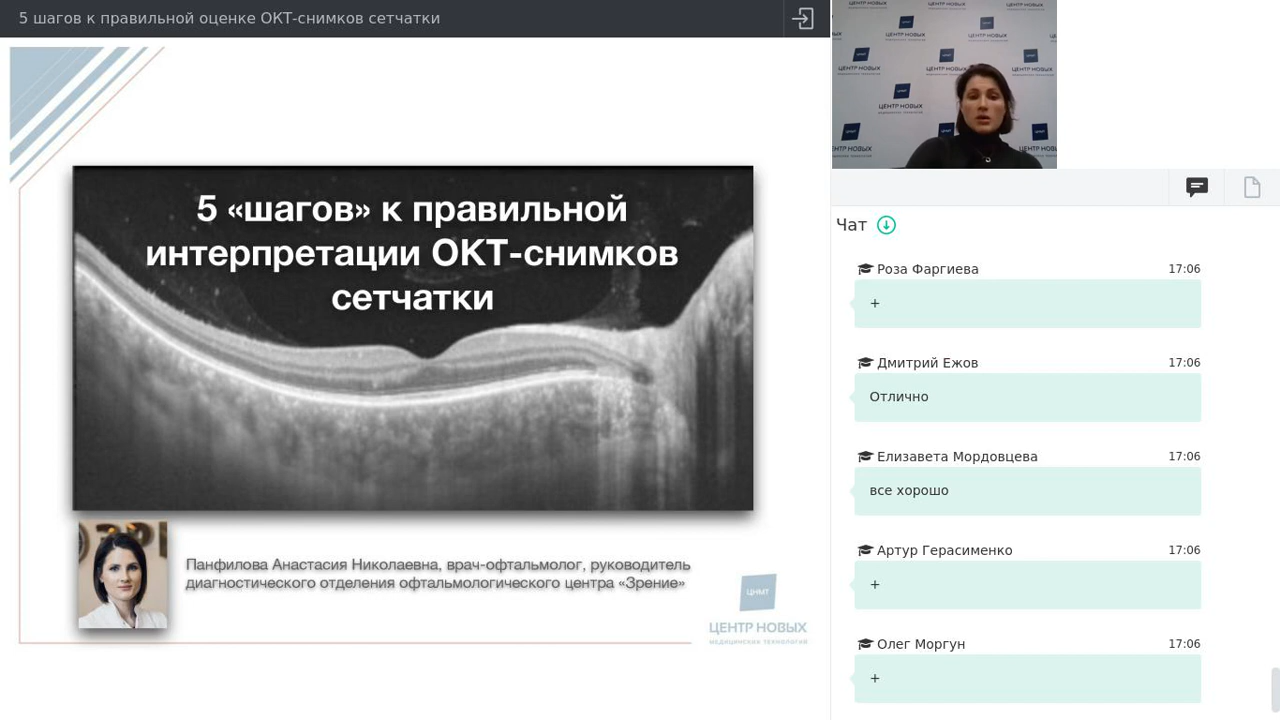 5 шагов к правильной оценке ОКТ-снимков сетчатки
5 «шагов» к правильной
интерпретации ОКТ-снимков
сетчатки
Панфилова Анастасия Николаевна, врач-офтальмолог, руководитель
диагностического отделения офтальмологического центра «Зрение»
ЦНМТ
ЦЕНТР НОВЫХ
МЕДИЦИНСКИХ ТЕХНОЛОГИЙ
ЦЕНТР НОВЫХ
Чат
Роза Фаргиева 17:06
+
Дмитрий Ежов 17:06
Отлично
Елизавета Мордовцева 17:06
все хорошо
Артур Герасименко 17:06
+
Олег Моргун 17:06
+